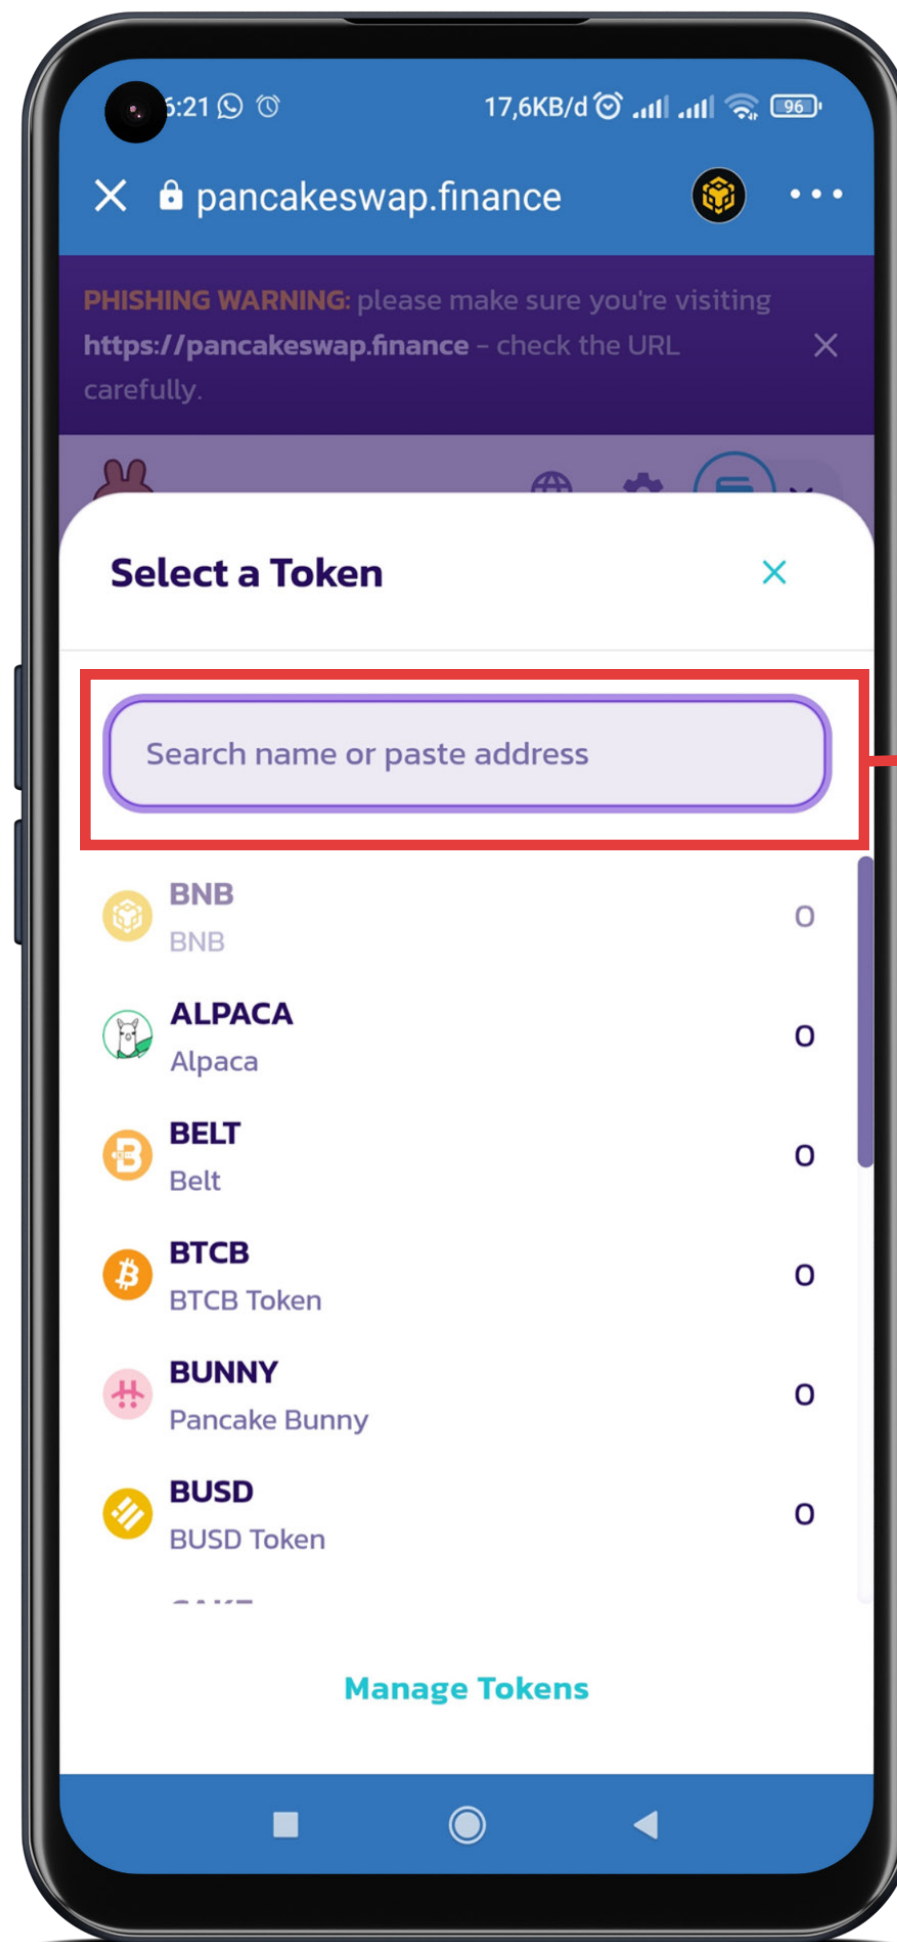 6:21
17,6KB/d
96
pancakeswap.finance
PHISHING WARNING: please make sure you're visiting
https://pancakeswap.finance - check the URL
carefully.
Select a Token
Search name or paste address
BNB
0
BNB
ALPACA
0
Alpaca
BELT
0
Belt
BTCB
0
BTCB Token
BUNNY
0
Pancake Bunny
BUSD
0
BUSD Token
Manage Tokens